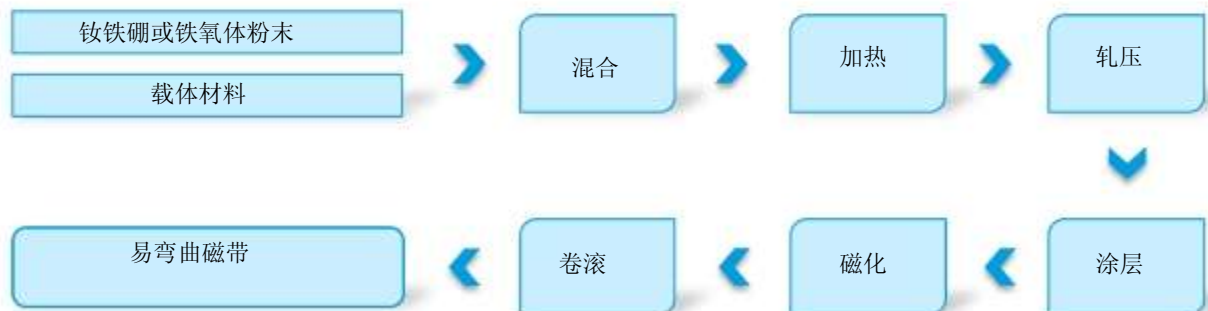 钕铁硼或铁氧体粉末
载体材料
混合
加热
轧压
涂层
磁化
卷滚
易弯曲磁带